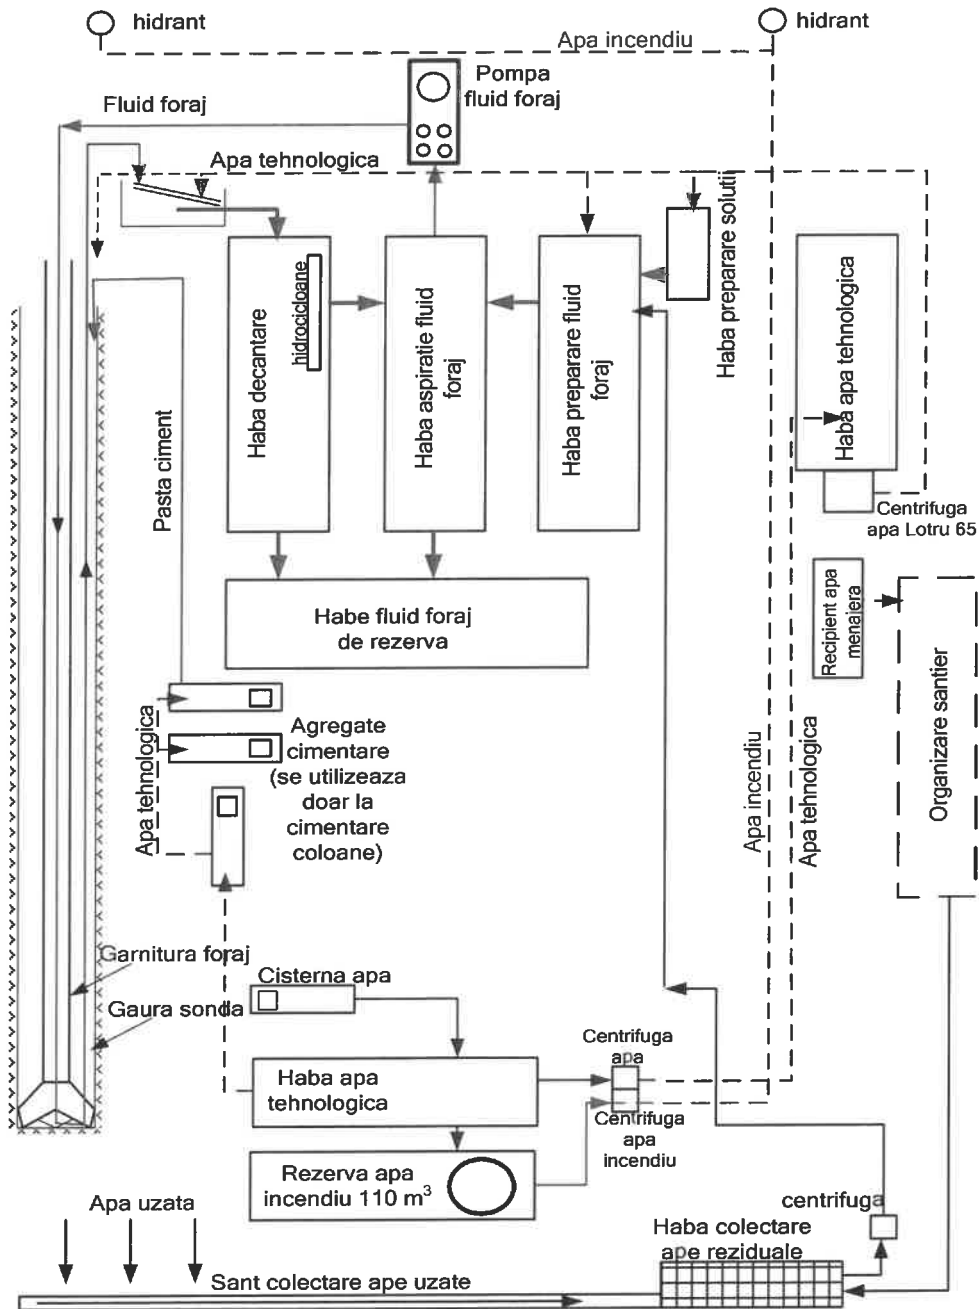 hidrant
hidrant
Apa incendiu
Pompa
fluid foraj
Fluid foraj
Apa tehnologica
Haba preparare solutii
Haba decantare
hidrocicloane
Haba aspiratie fluid
foraj
Haba preparare fluid
foraj
Haba apa tehnologica
Pasta ciment
Centrifuga
apa Lotru 65
Habe fluid foraj
de rezerva
Recipient apa
menajera
Organizare santier
Agregate
cimentare
(se utilizeaza
doar la
cimentare
coloane)
Apa tehnologica
Apa incendiu
Apa tehnologica
Garnitura foraj
Gaura sonda
Cisterna apa
Haba apa
tehnologica
Centrifuga
apa
Centrifuga
apa
incendiu
Rezerva apa
incendiu 110 m³
Apa uzata
centrifuga
Haba colectare
ape reziduale
Sant colectare ape uzate